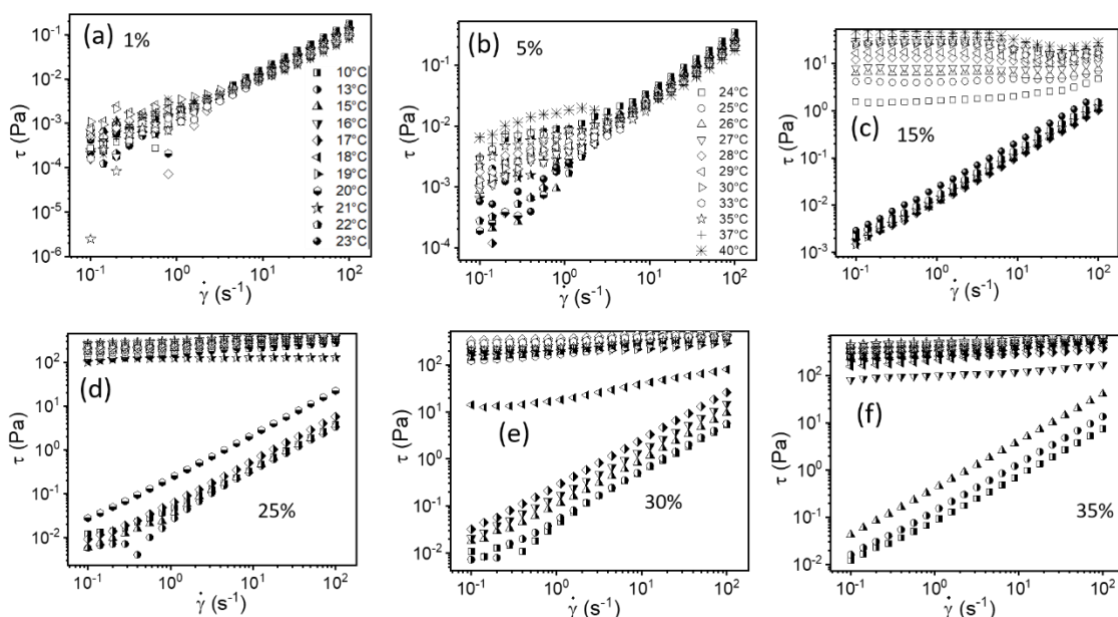 (a) 1%
10⁻¹
10⁻²
10⁻³
10⁻⁴
10⁻⁵
10⁻⁶
τ (Pa)
10°C
13°C
15°C
16°C
17°C
18°C
19°C
20°C
21°C
22°C
23°C
10⁻¹ 10⁰ 10¹ 10²
γ̇ (s⁻¹)
(b) 5%
10⁻¹
10⁻²
10⁻³
10⁻⁴
τ (Pa)
24°C
25°C
26°C
27°C
28°C
29°C
30°C
33°C
35°C
37°C
40°C
10⁻¹ 10⁰ 10¹ 10²
γ̇ (s⁻¹)
10¹
10⁰
10⁻¹
10⁻²
10⁻³
τ (Pa)
(c)
15%
10⁻¹ 10⁰ 10¹ 10²
γ̇ (s⁻¹)
10²
10¹
10⁰
10⁻¹
10⁻²
τ (Pa)
(d)
25%
10⁻¹ 10⁰ 10¹ 10²
γ̇ (s⁻¹)
10²
10¹
10⁰
10⁻¹
10⁻²
τ (Pa)
(e)
30%
10⁻¹ 10⁰ 10¹ 10²
γ̇ (s⁻¹)
10²
10¹
10⁰
10⁻¹
10⁻²
τ (Pa)
(f)
35%
10⁻¹ 10⁰ 10¹ 10²
γ̇ (s⁻¹)